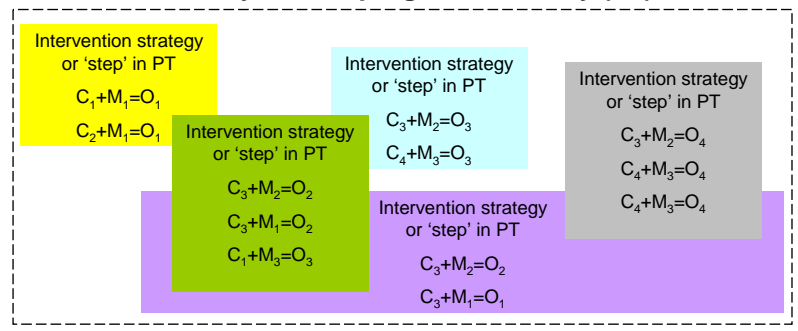 Intervention strategy
or ‘step’ in PT
C₁+M₁=O₁
C₂+M₁=O₁
Intervention strategy
or ‘step’ in PT
C₃+M₂=O₂
C₃+M₁=O₂
C₁+M₃=O₃
Intervention strategy
or ‘step’ in PT
C₃+M₂=O₃
C₄+M₃=O₃
Intervention strategy
or ‘step’ in PT
C₃+M₂=O₄
C₄+M₃=O₄
C₄+M₃=O₄
Intervention strategy
or ‘step’ in PT
C₃+M₂=O₂
C₃+M₁=O₁